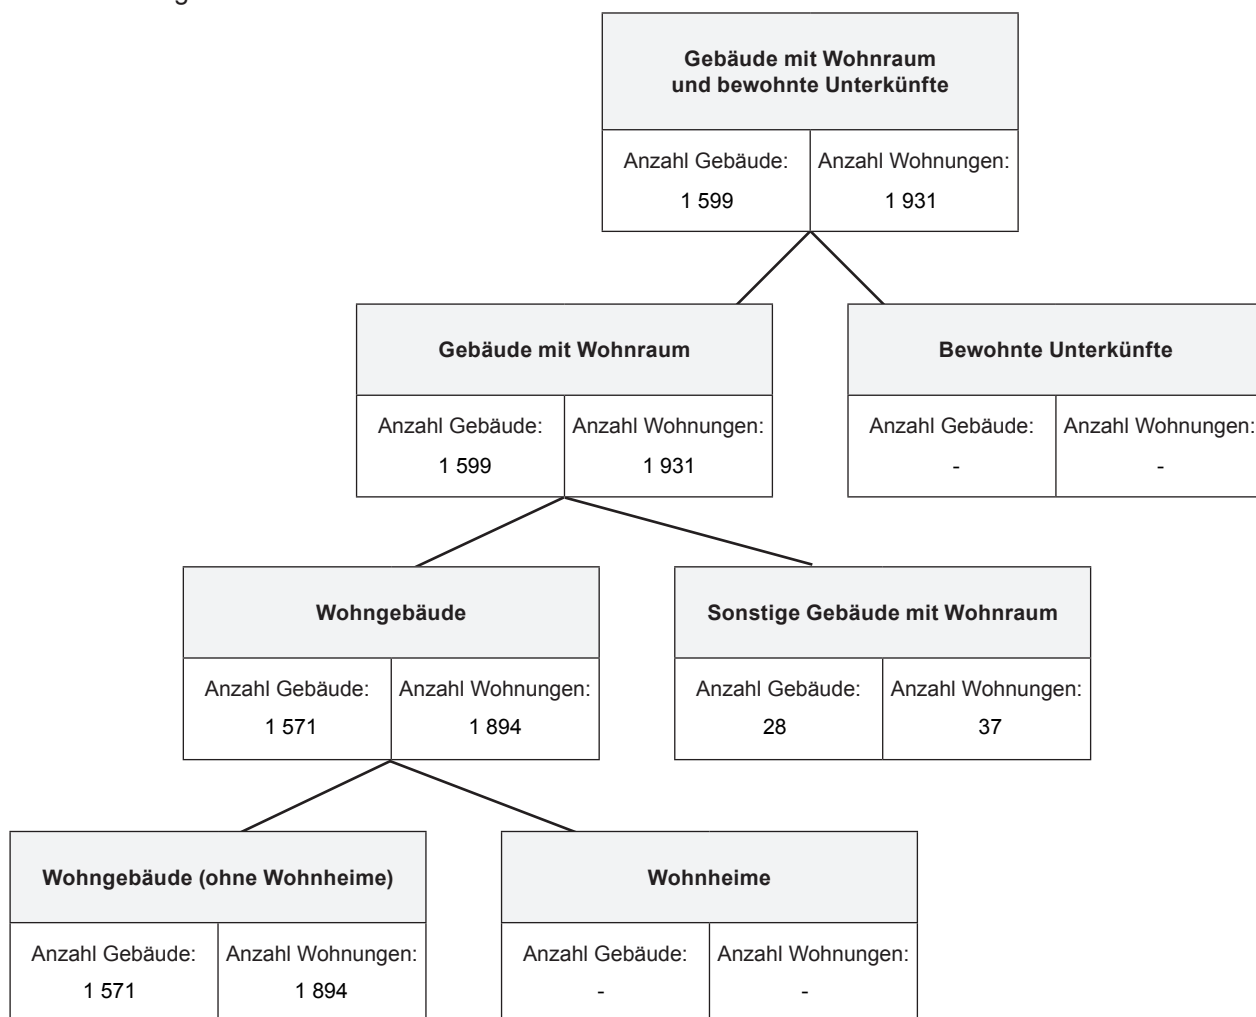 Gebäude mit Wohnraum
und bewohnte Unterkünfte
Anzahl Gebäude: Anzahl Wohnungen:
1 599 1 931
Gebäude mit Wohnraum Bewohnte Unterkünfte
Anzahl Gebäude: Anzahl Wohnungen: Anzahl Gebäude: Anzahl Wohnungen:
1 599 1 931 - -
Wohngebäude Sonstige Gebäude mit Wohnraum
Anzahl Gebäude: Anzahl Wohnungen: Anzahl Gebäude: Anzahl Wohnungen:
1 571 1 894 28 37
Wohngebäude (ohne Wohnheime) Wohnheime
Anzahl Gebäude: Anzahl Wohnungen: Anzahl Gebäude: Anzahl Wohnungen:
1 571 1 894 - -